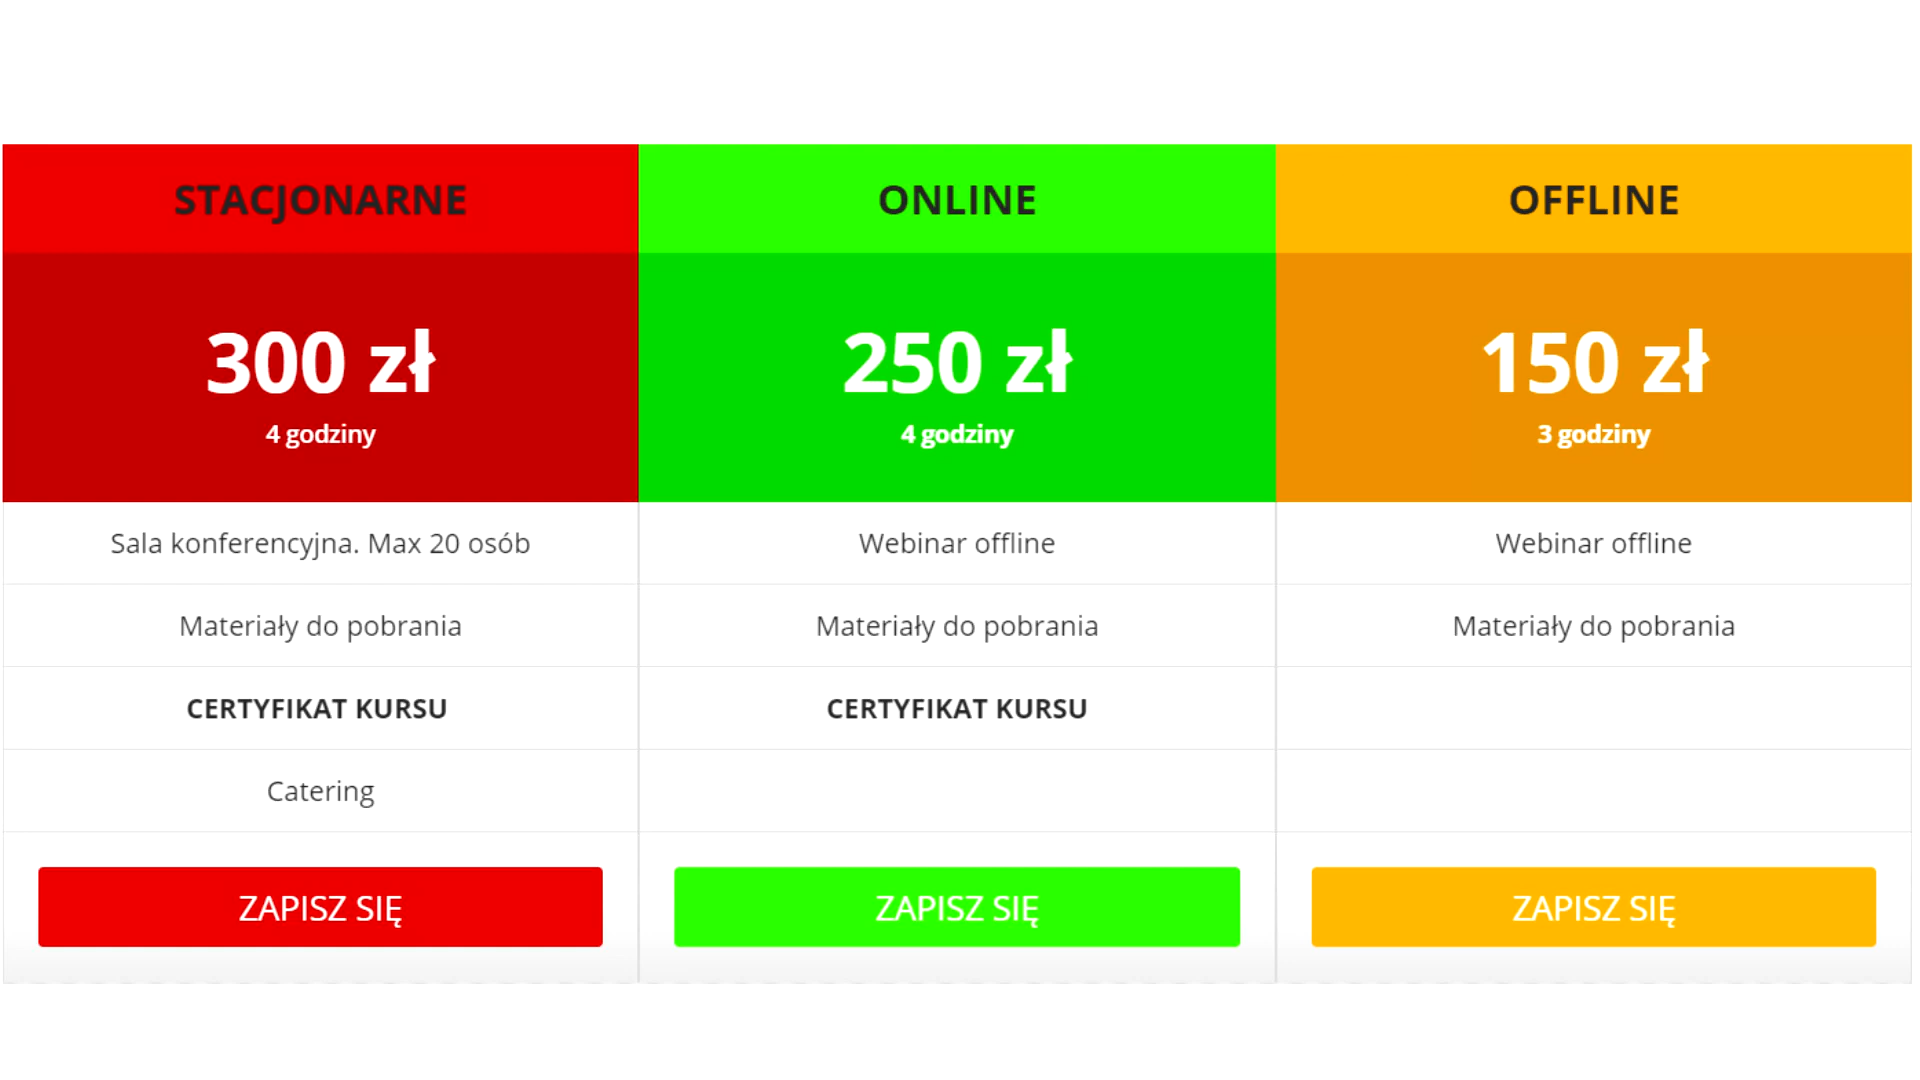 STACJONARNE
300 zł
4 godziny
Sala konferencyjna. Max 20 osób
Materiały do pobrania
CERTYFIKAT KURSU
Catering
ZAPISZ SIĘ
ONLINE
250 zł
4 godziny
Webinar offline
Materiały do pobrania
CERTYFIKAT KURSU
ZAPISZ SIĘ
OFFLINE
150 zł
3 godziny
Webinar offline
Materiały do pobrania
ZAPISZ SIĘ